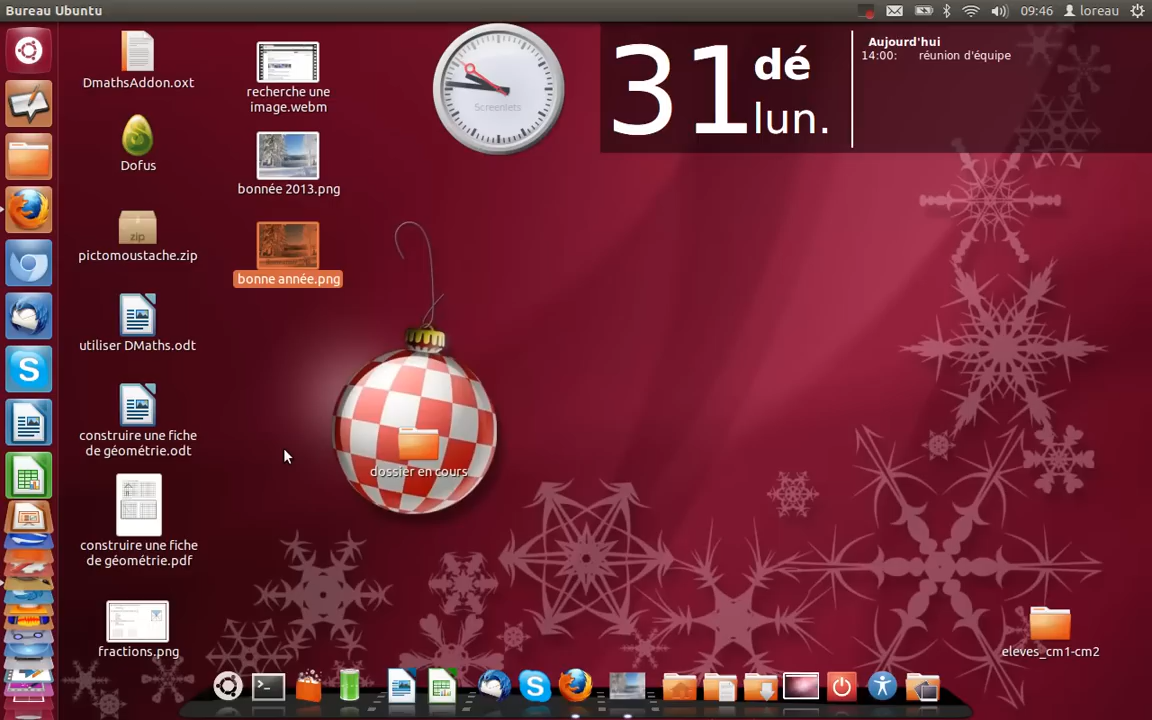 Bureau Ubuntu
09:46
loreau
DmathsAddon.oxt
Dofus
zip
pictomoustache.zip
utiliser DMaths.odt
construire une fiche
de géométrie.odt
construire une fiche
de géométrie.pdf
fractions.png
recherche une
image.webm
bonnée 2013.png
bonne année.png
Screenlets
dossier en cours
31
dé
lun.
Aujourd'hui
14:00: réunion d'équipe
eleves_cm1-cm2